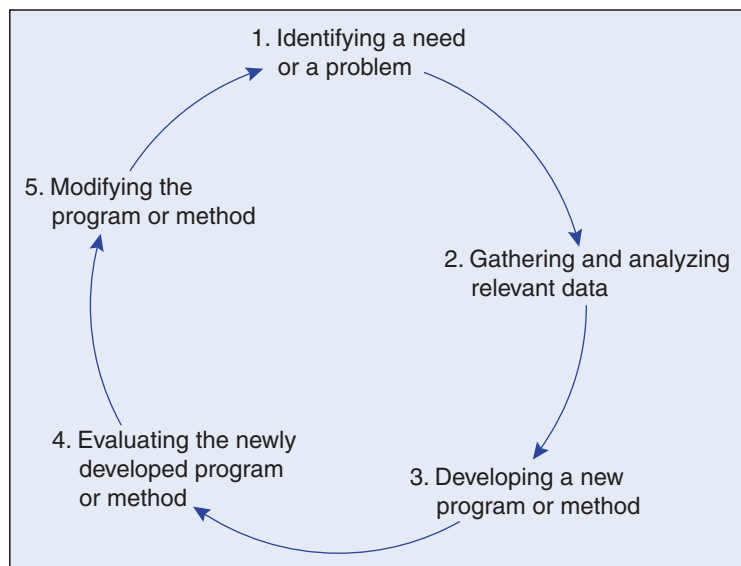 1. Identifying a need
or a problem
2. Gathering and analyzing
relevant data
3. Developing a new
program or method
4. Evaluating the newly
developed program
or method
5. Modifying the
program or method